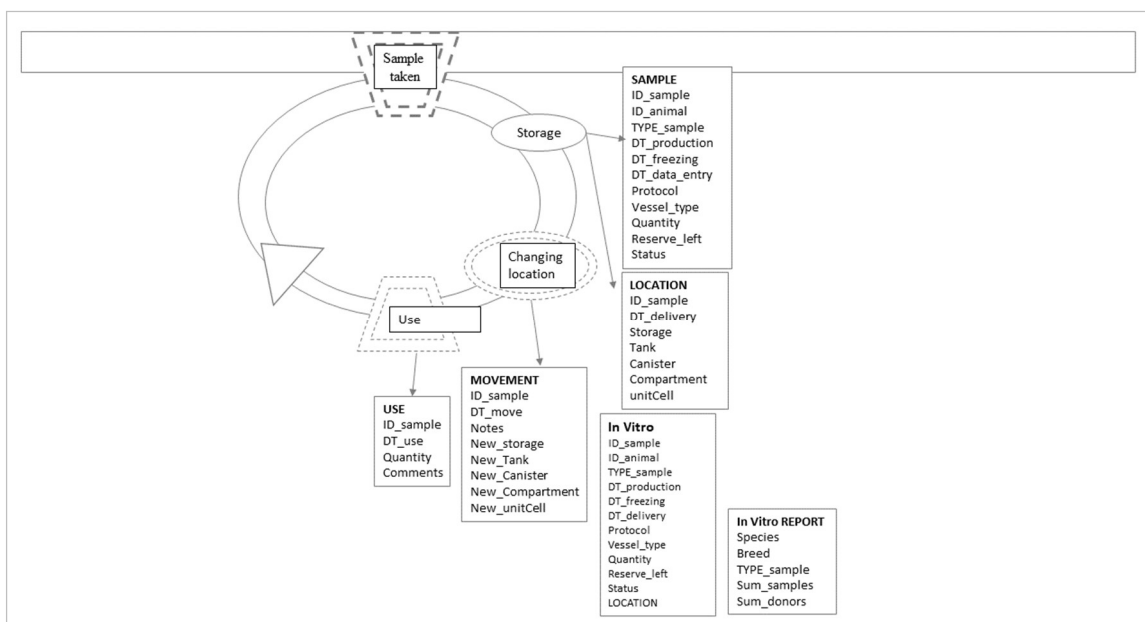 Sample
taken
Storage
Changing
location
Use
SAMPLE
ID_sample
ID_animal
TYPE_sample
DT_production
DT_freezing
DT_data_entry
Protocol
Vessel_type
Quantity
Reserve_left
Status
LOCATION
ID_sample
DT_delivery
Storage
Tank
Canister
Compartment
unitCell
MOVEMENT
ID_sample
DT_move
Notes
New_storage
New_Tank
New_Canister
New_Compartment
New_unitCell
USE
ID_sample
DT_use
Quantity
Comments
In Vitro
ID_sample
ID_animal
TYPE_sample
DT_production
DT_freezing
DT_delivery
Protocol
Vessel_type
Quantity
Reserve_left
Status
LOCATION
In Vitro REPORT
Species
Breed
TYPE_sample
Sum_samples
Sum_donors